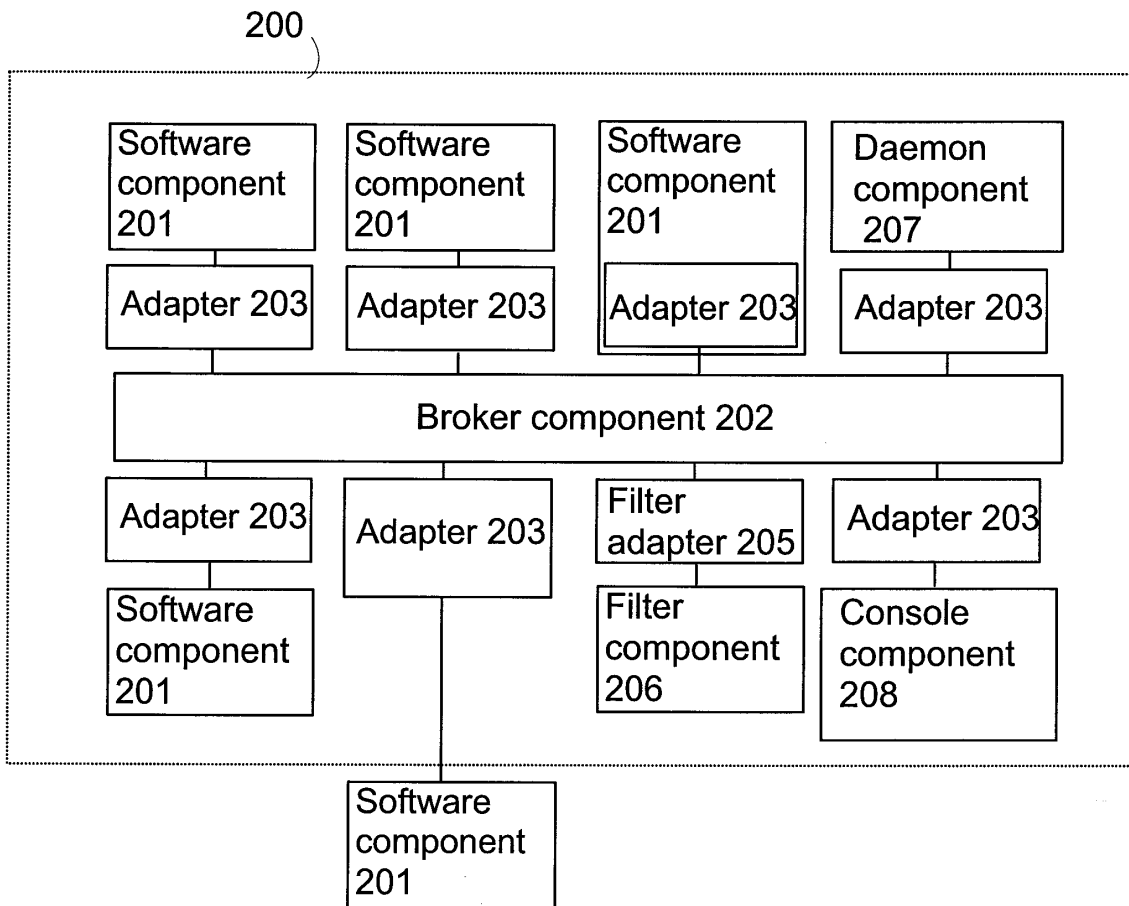 200
Software
component
201
Software
component
201
Software
component
201
Daemon
component
207
Adapter 203
Adapter 203
Adapter 203
Adapter 203
Broker component 202
Adapter 203
Adapter 203
Filter
adapter 205
Adapter 203
Software
component
201
Filter
component
206
Console
component
208
Software
component
201